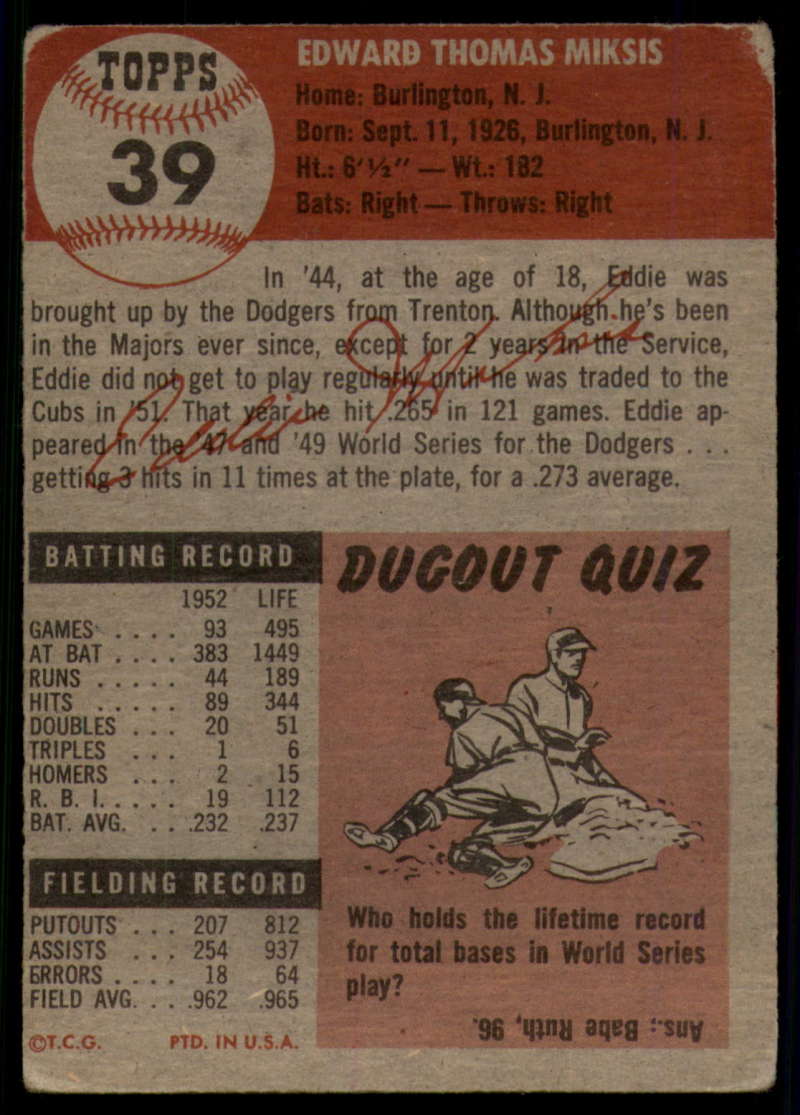 TOPPS
39
EDWARD THOMAS MIKSIS
Home: Burlington, N. J.
Born: Sept. 11, 1926, Burlington, N. J.
Ht.: 6'½" — Wt.: 182
Bats: Right — Throws: Right
In '44, at the age of 18, Eddie was
brought up by the Dodgers from Trenton. Although he's been
in the Majors ever since, except for 2 years in the Service,
Eddie did not get to play regularly until he was traded to the
Cubs in '51. That year he hit .265 in 121 games. Eddie ap-
peared in the '47 and '49 World Series for the Dodgers . . .
getting 3 hits in 11 times at the plate, for a .273 average.
BATTING RECORD
1952 LIFE
GAMES . . . . 93 495
AT BAT . . . . 383 1449
RUNS . . . . . 44 189
HITS . . . . . 89 344
DOUBLES . . . 20 51
TRIPLES . . . 1 6
HOMERS . . . 2 15
R. B. I. . . . . 19 112
BAT. AVG. . . .232 .237
FIELDING RECORD
PUTOUTS . . . 207 812
ASSISTS . . . 254 937
ERRORS . . . . 18 64
FIELD AVG. . . .962 .965
©T.C.G. PTD. IN U.S.A.
DUGOUT QUIZ
Who holds the lifetime record
for total bases in World Series
play?
Ans.: Babe Ruth, 96.